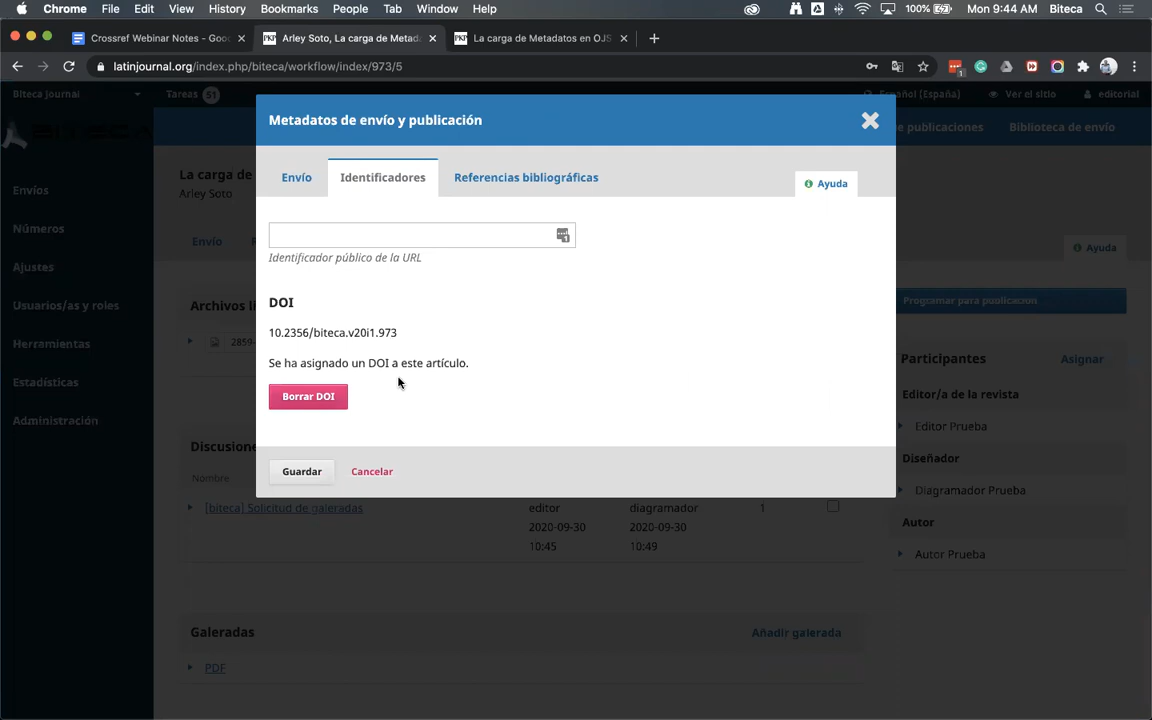 Chrome File Edit View History Bookmarks People Tab Window Help 100% Mon 9:44 AM Biteca
Crossref Webinar Notes - Goo
Arley Soto, La carga de Metad
La carga de Metadatos en OJS
latinjournal.org/index.php/biteca/workflow/index/973/5
Biteca journal Tareas 51 Español (España) Ver el sitio editorial
BITECA
de publicaciones Biblioteca de envío
Metadatos de envío y publicación
Envío Identificadores Referencias bibliográficas Ayuda
Identificador público de la URL
DOI
10.2356/biteca.v20i1.973
Se ha asignado un DOI a este artículo.
Borrar DOI
Guardar Cancelar
Envíos
Números
Ajustes
Usuarios/as y roles
Herramientas
Estadísticas
Administración
La carga de
Arley Soto
Envío
Ayuda
Archivos li
2859-
Programar para publicación
Participantes Asignar
Editor/a de la revista
Editor Prueba
Diseñador
Diagramador Prueba
Autor
Autor Prueba
Discusione
Nombre
[biteca] Solicitud de galeradas editor diagramador 1
2020-09-30 2020-09-30
10:45 10:49
Galeradas Añadir galerada
PDF